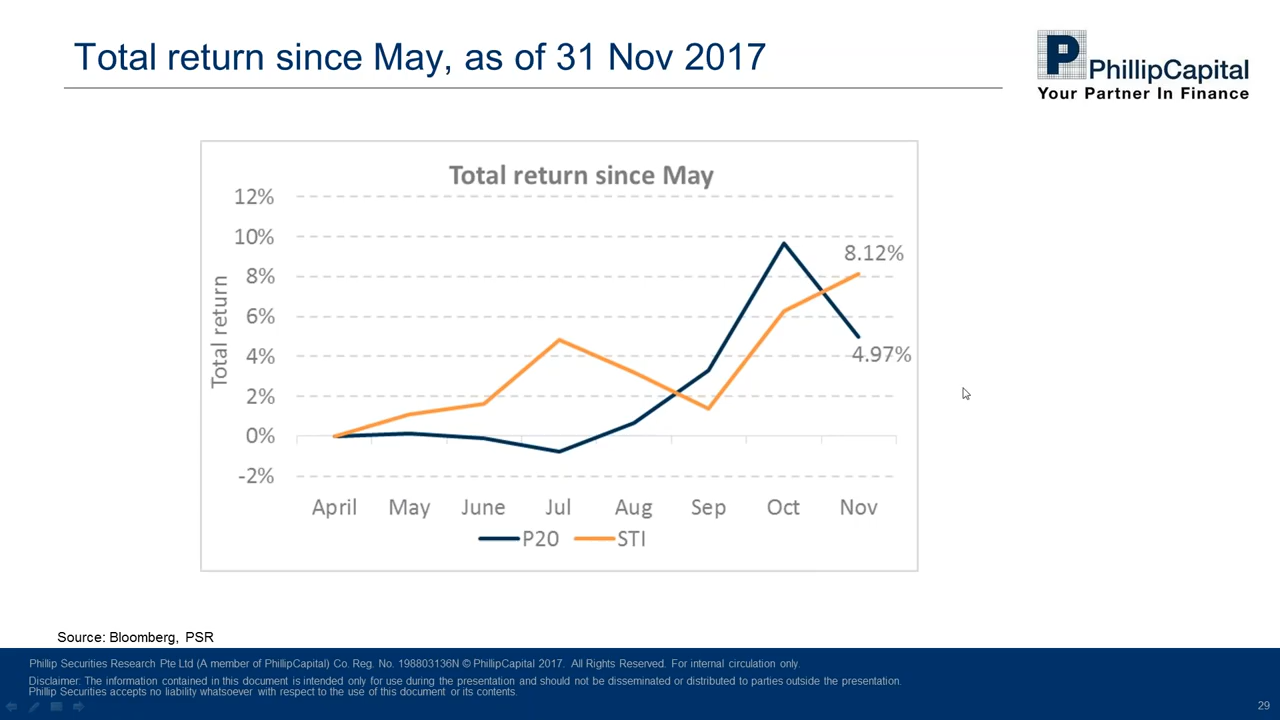 Total return since May, as of 31 Nov 2017
P
PhillipCapital
Your Partner In Finance
Total return since May
12%
10%
8%
6%
4%
2%
0%
-2%
Total return
8.12%
4.97%
April May June Jul Aug Sep Oct Nov
P20 STI
Source: Bloomberg, PSR
Phillip Securities Research Pte Ltd (A member of PhillipCapital) Co. Reg. No. 198803136N © PhillipCapital 2017. All Rights Reserved. For internal circulation only.
Disclaimer: The information contained in this document is intended only for use during the presentation and should not be disseminated or distributed to parties outside the presentation.
Phillip Securities accepts no liability whatsoever with respect to the use of this document or its contents.
29